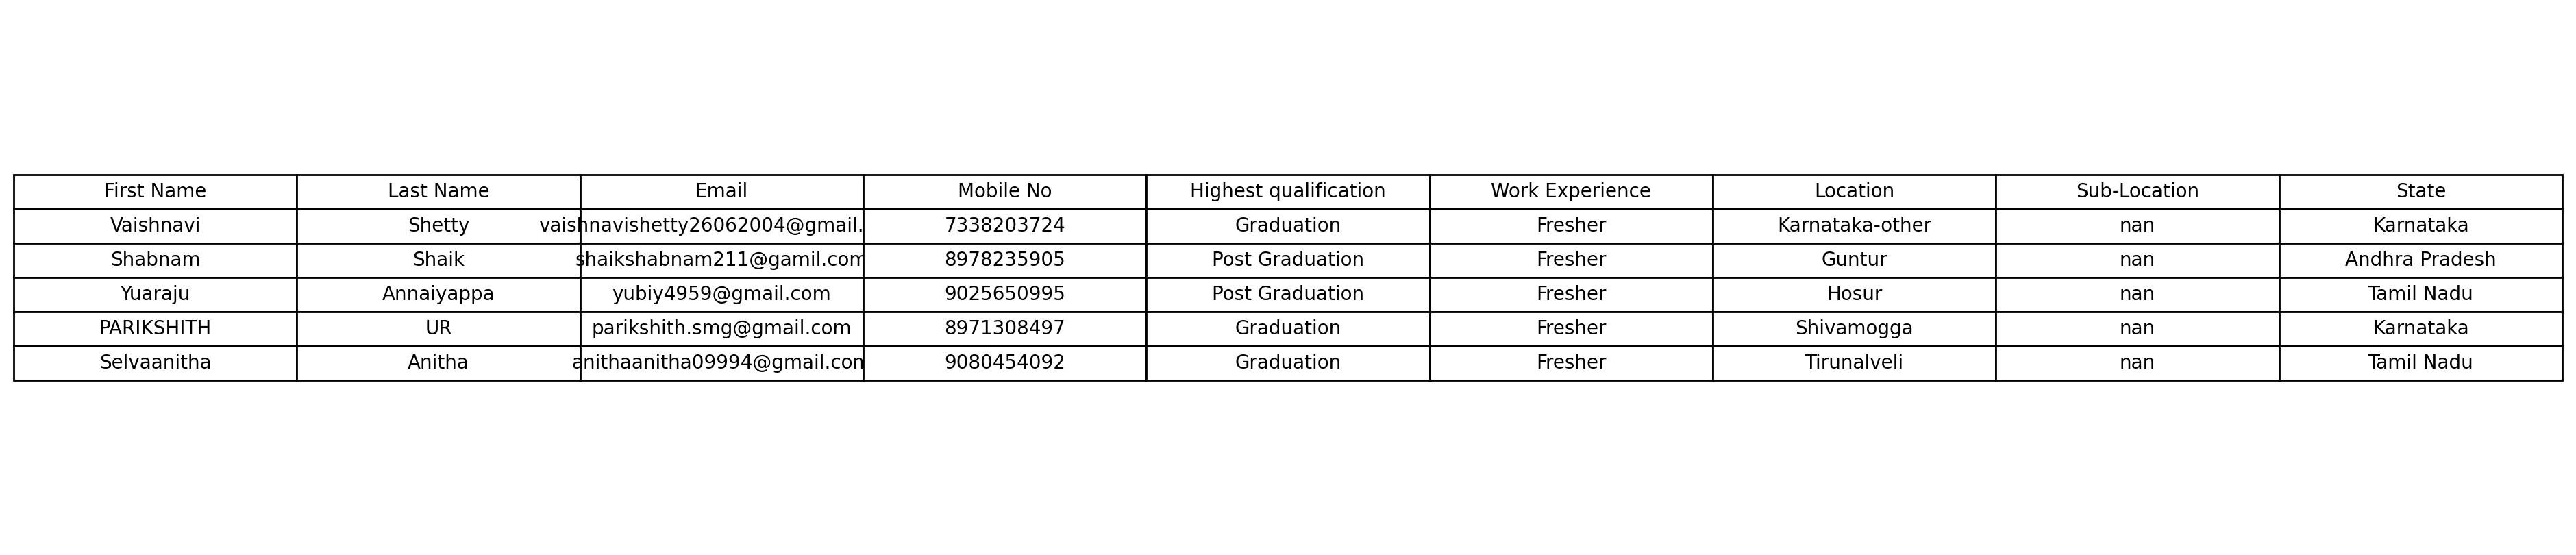 First Name Last Name Email Mobile No Highest qualification Work Experience Location Sub-Location State
Vaishnavi Shetty vaishnavishetty26062004@gmail. 7338203724 Graduation Fresher Karnataka-other nan Karnataka
Shabnam Shaik shaikshabnam211@gamil.com 8978235905 Post Graduation Fresher Guntur nan Andhra Pradesh
Yuaraju Annaiyappa yubiy4959@gmail.com 9025650995 Post Graduation Fresher Hosur nan Tamil Nadu
PARIKSHITH UR parikshith.smg@gmail.com 8971308497 Graduation Fresher Shivamogga nan Karnataka
Selvaanitha Anitha anithaanitha09994@gmail.com 9080454092 Graduation Fresher Tirunalveli nan Tamil Nadu